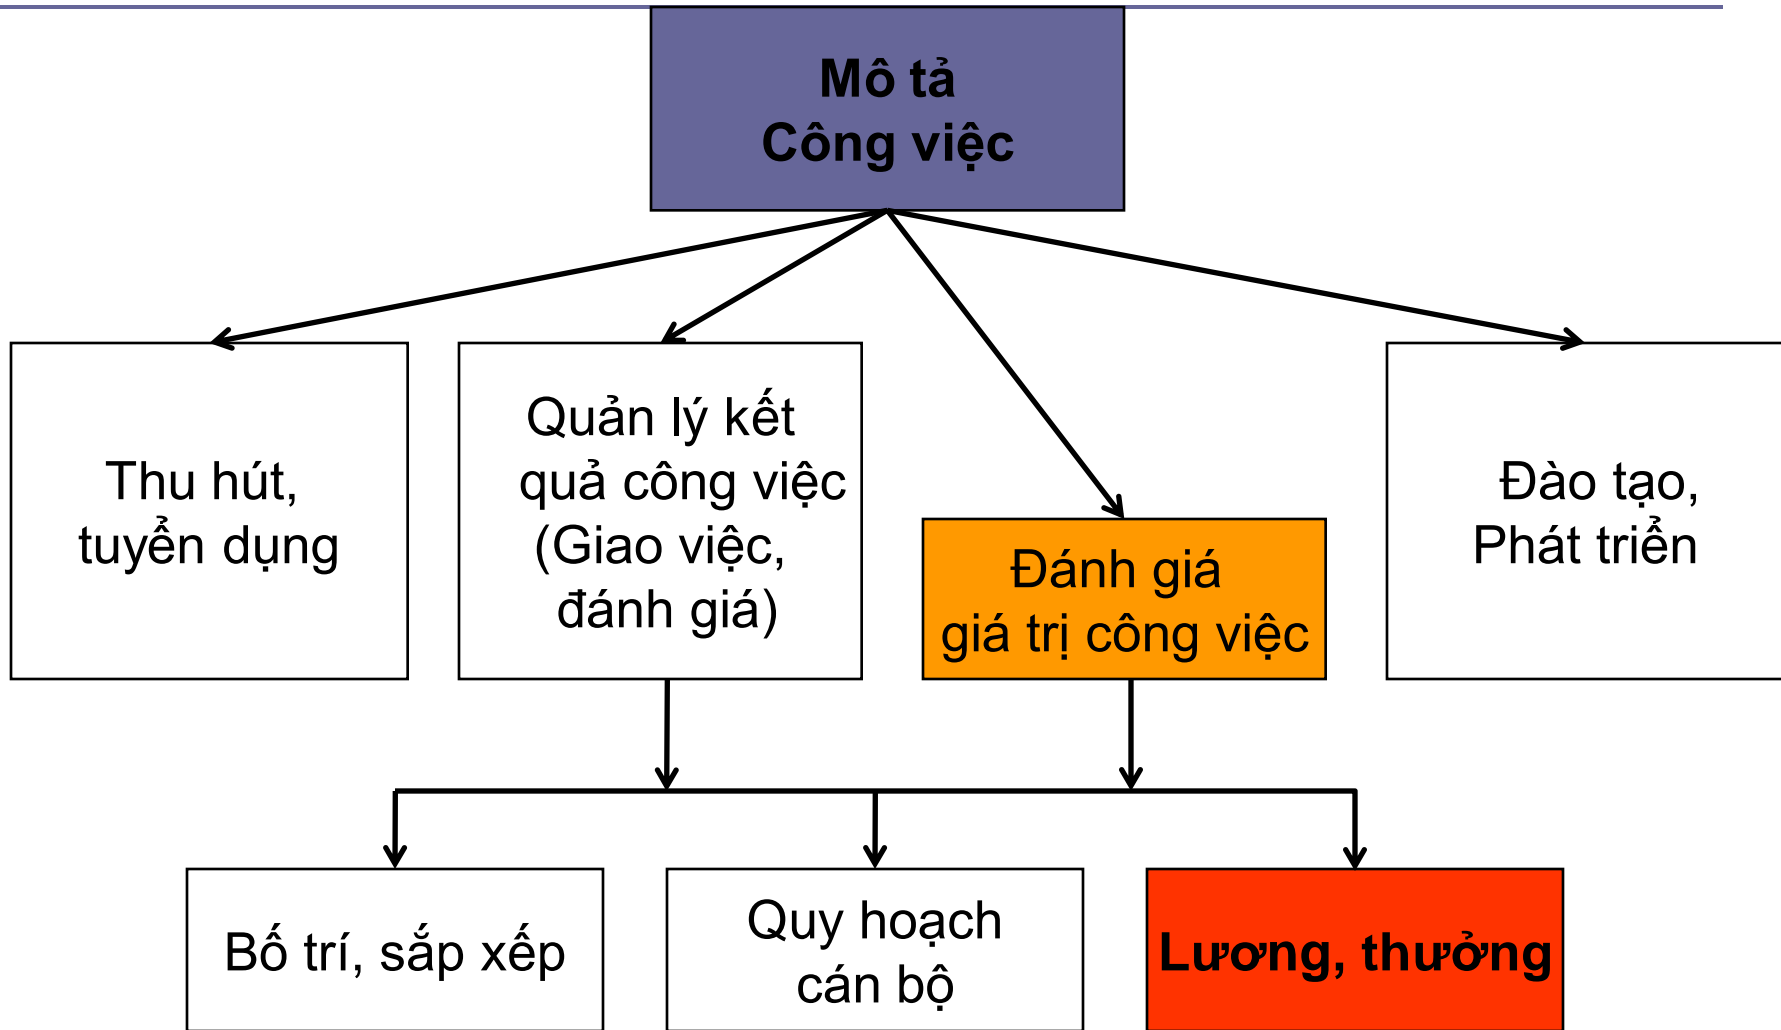 Mô tả
Công việc
Thu hút,
tuyển dụng
Quản lý kết
quả công việc
(Giao việc,
đánh giá)
Đánh giá
giá trị công việc
Đào tạo,
Phát triển
Bố trí, sắp xếp
Quy hoạch
cán bộ
Lương, thưởng